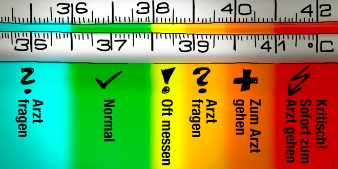 36 38 40 42
35 37 39 41 °C
?
Arzt
fragen
Normal
!
Oft messen
?
Arzt
fragen
Zum Arzt
gehen
Kritisch!
Sofort zum
Arzt gehen